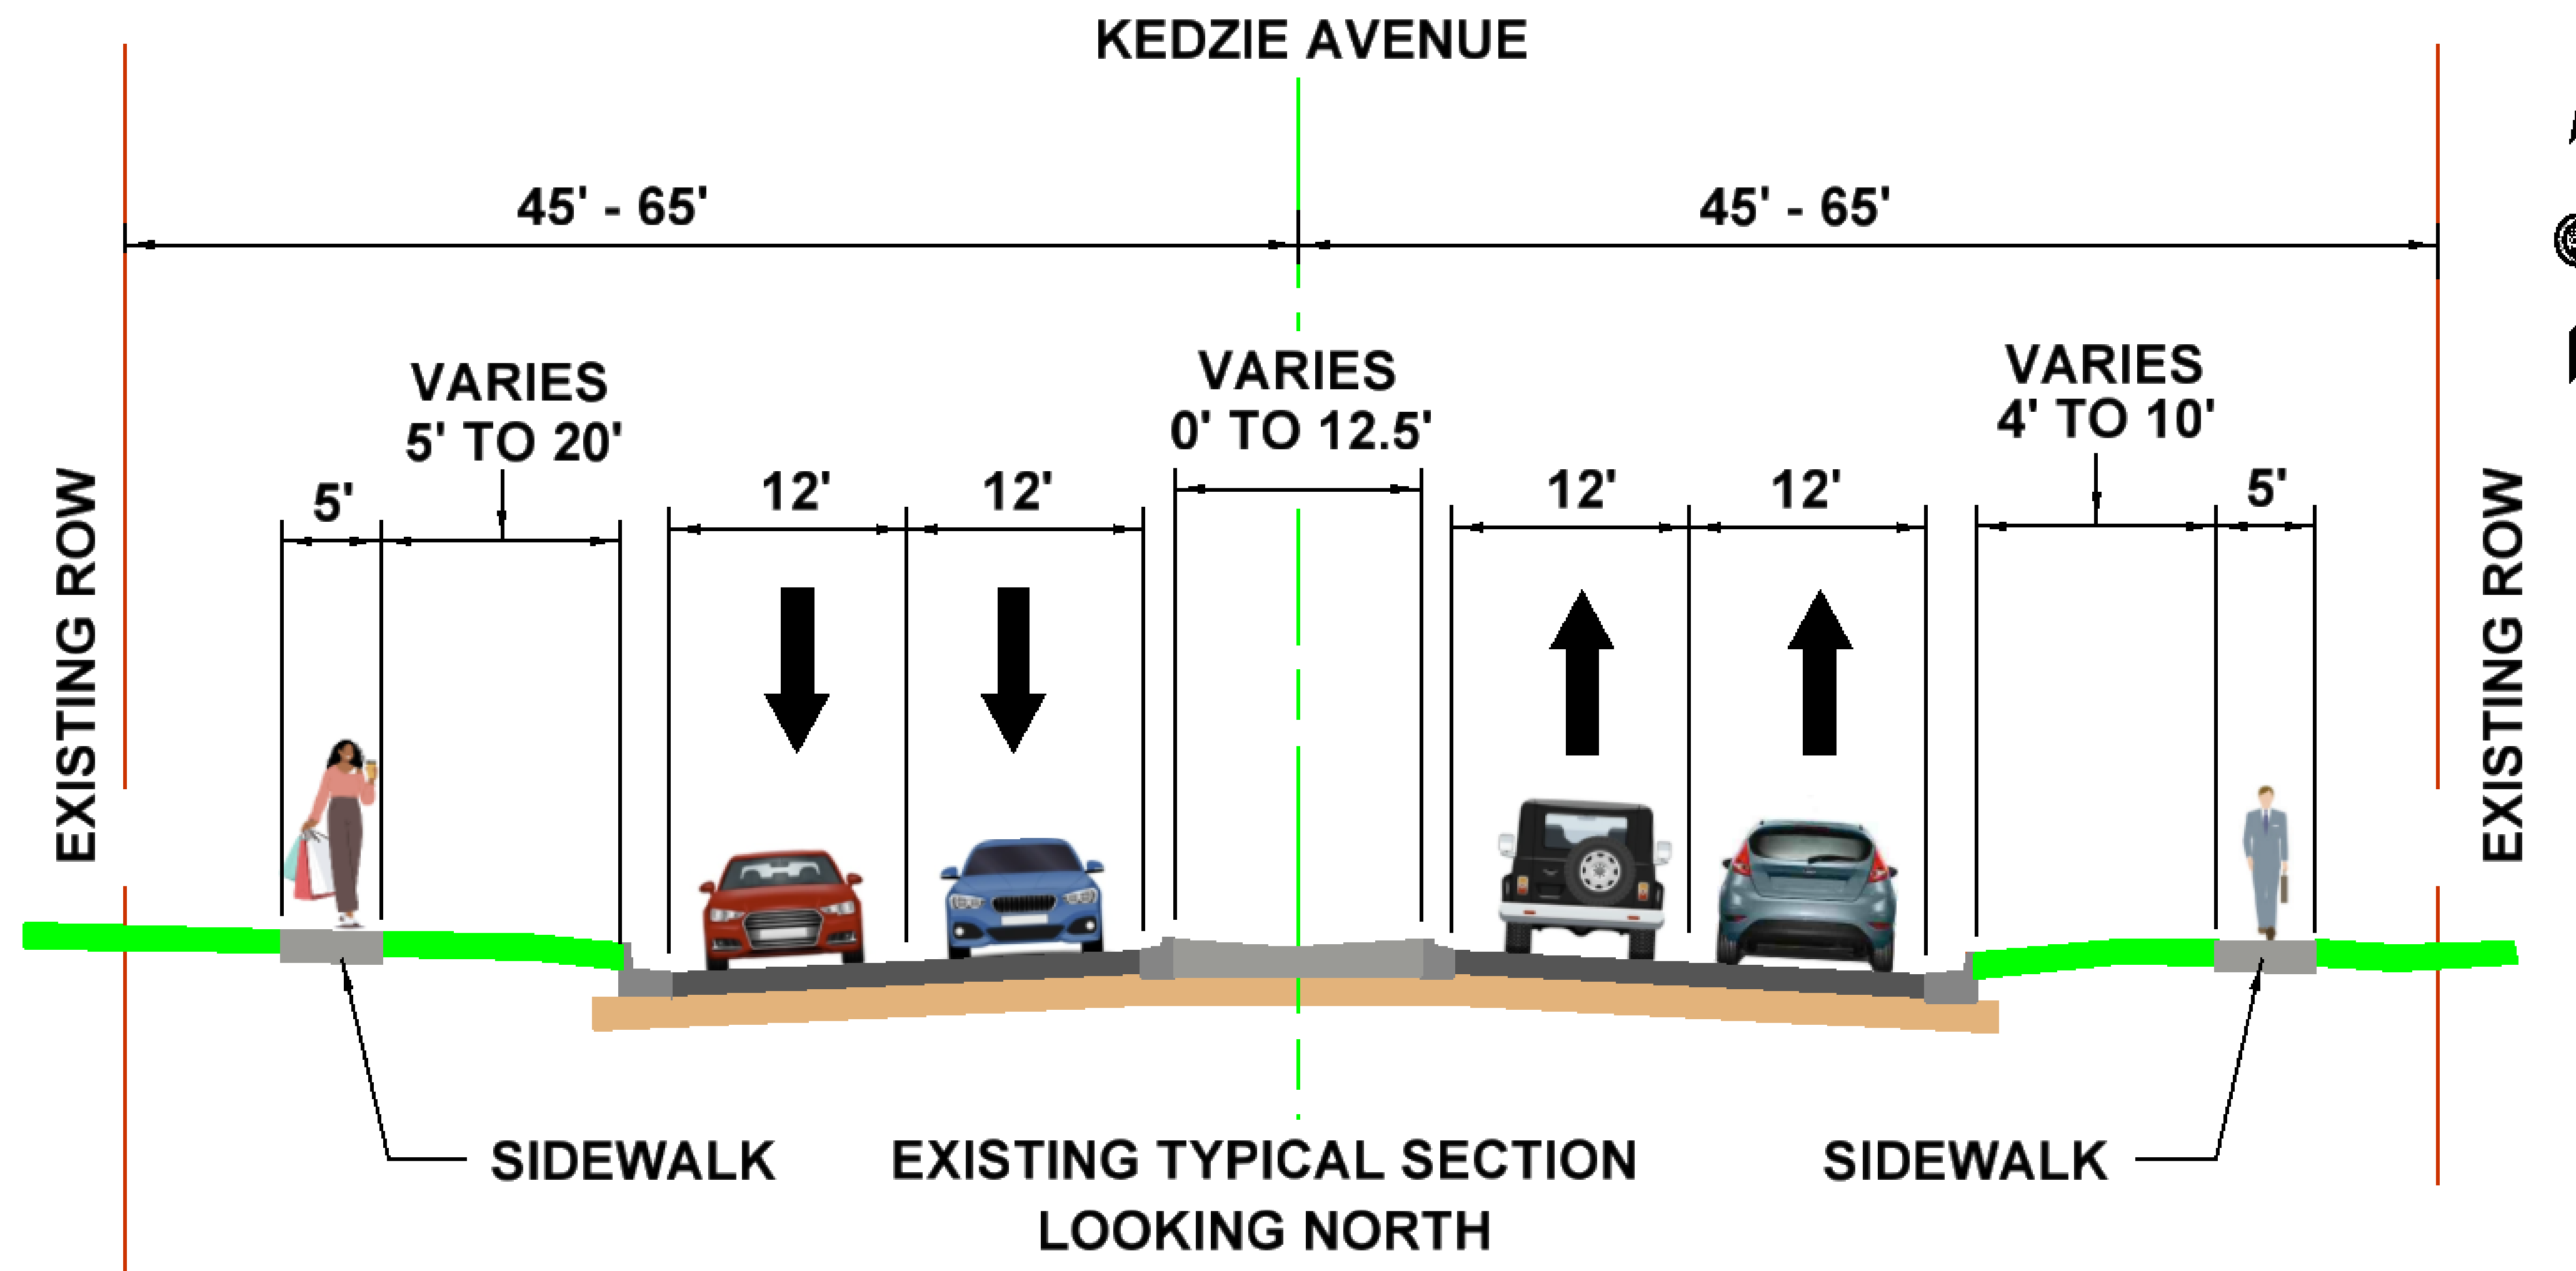 KEDZIE AVENUE
45' - 65'
45' - 65'
VARIES
5' TO 20'
VARIES
0' TO 12.5'
VARIES
4' TO 10'
5'
12'
12'
12'
12'
5'
EXISTING ROW
EXISTING ROW
SIDEWALK
EXISTING TYPICAL SECTION
LOOKING NORTH
SIDEWALK